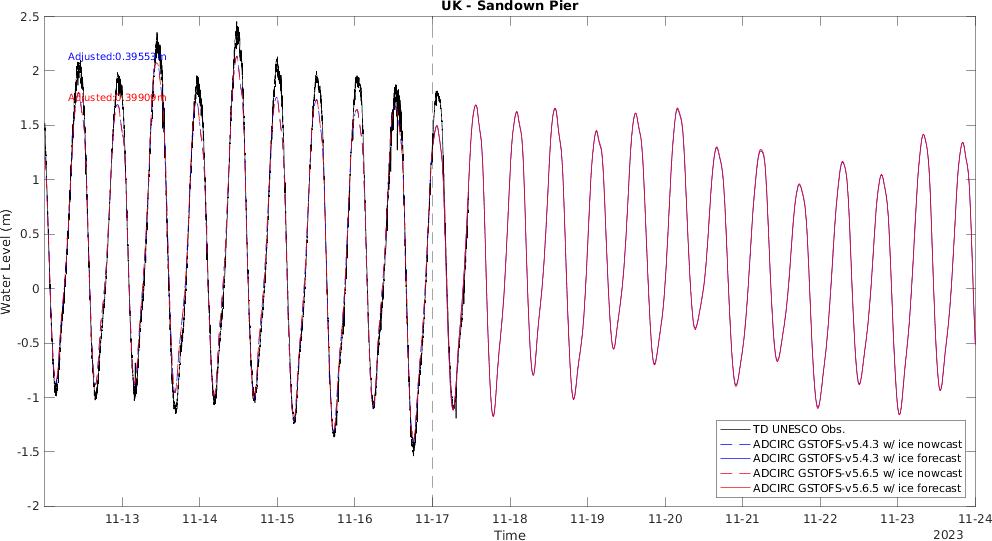 UK - Sandown Pier
2.5
2
1.5
1
0.5
0
-0.5
-1
-1.5
-2
Water Level (m)
Adjusted:0.39553m
Adjusted:0.39909m
TD UNESCO Obs.
ADCIRC GSTOFS-v5.4.3 w/ ice nowcast
ADCIRC GSTOFS-v5.4.3 w/ ice forecast
ADCIRC GSTOFS-v5.6.5 w/ ice nowcast
ADCIRC GSTOFS-v5.6.5 w/ ice forecast
11-13 11-14 11-15 11-16 11-17 11-18 11-19 11-20 11-21 11-22 11-23 11-24
Time
2023